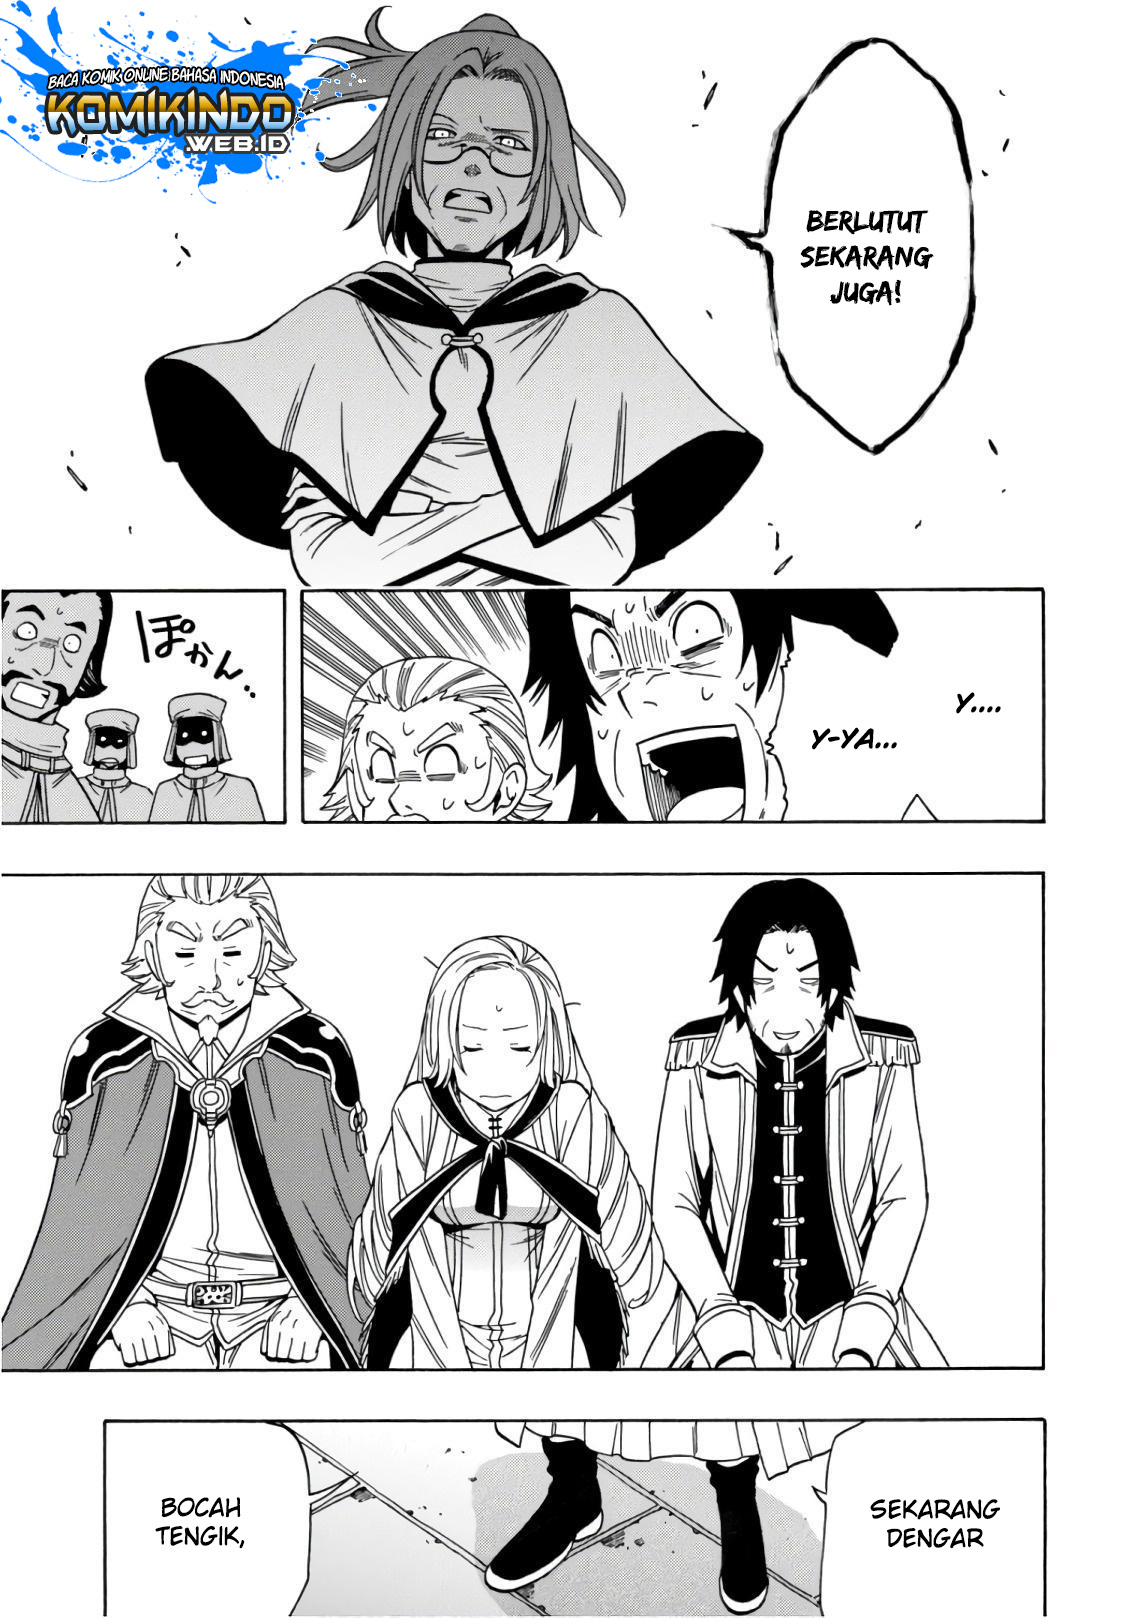 BACA KOMIK ONLINE BAHASA INDONESIA
KOMIKINDO
.WEB.ID
BERLUTUT
SEKARANG
JUGA!
Y....
Y-YA...
ぽかん..
SEKARANG
DENGAR
BOCAH
TENGIK,